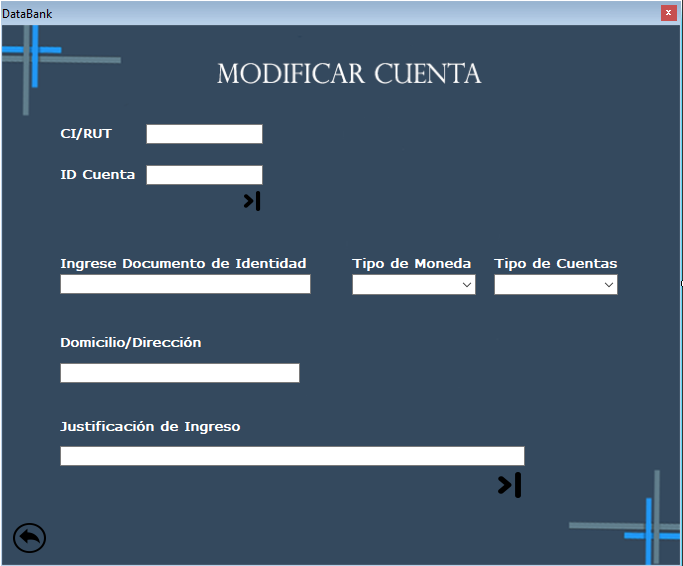 DataBank
MODIFICAR CUENTA
CI/RUT
ID Cuenta
Ingrese Documento de Identidad
Tipo de Moneda
Tipo de Cuentas
Domicilio/Dirección
Justificación de Ingreso